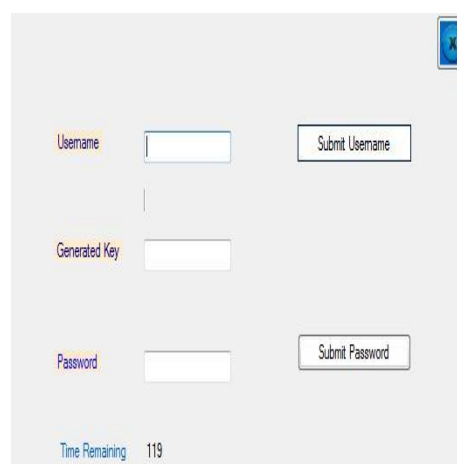 X
Username
Submit Username
Generated Key
Password
Submit Password
Time Remaining 119